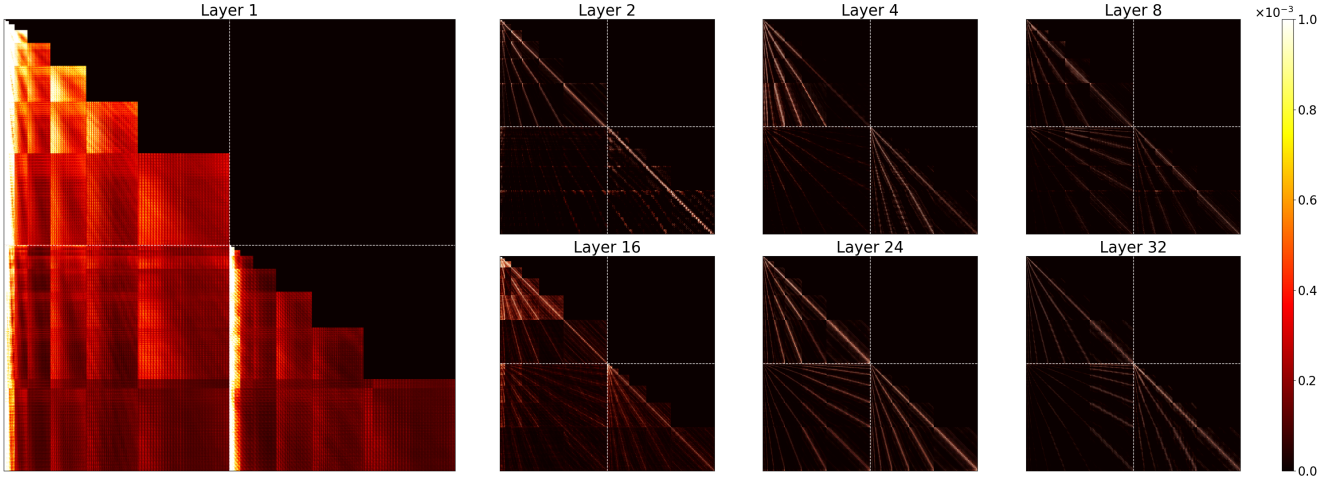 Layer 1
Layer 2
Layer 4
Layer 8
×10⁻³
1.0
0.8
0.6
0.4
0.2
0.0
Layer 16
Layer 24
Layer 32